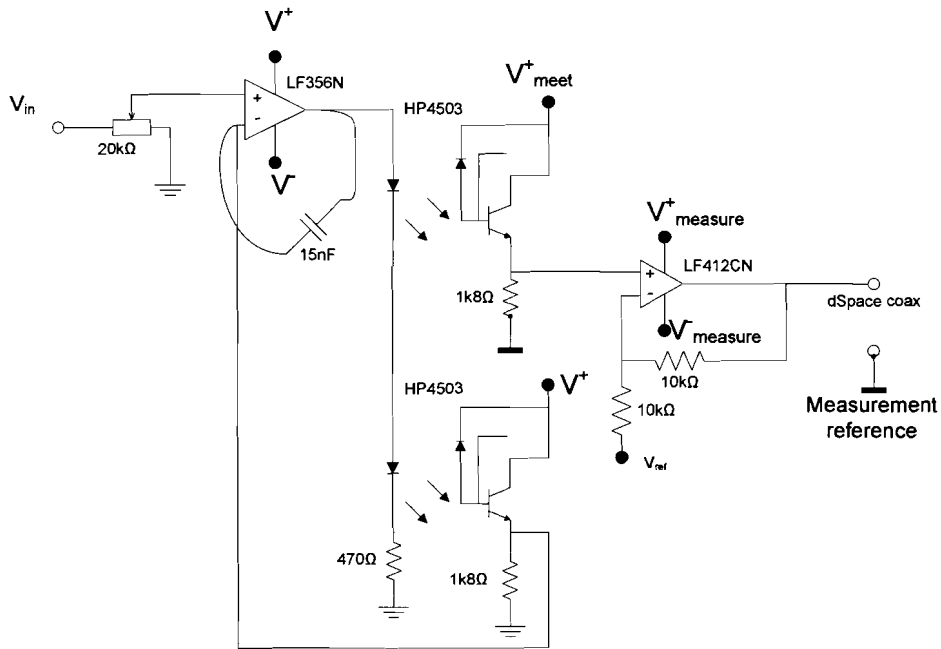 V+
LF356N
Vin
20kΩ
V-
15nF
HP4503
V+meet
1k8Ω
V+measure
LF412CN
V-measure
dSpace coax
10kΩ
10kΩ
Vref
Measurement
reference
HP4503
V+
470Ω
1k8Ω
+
-
+
-